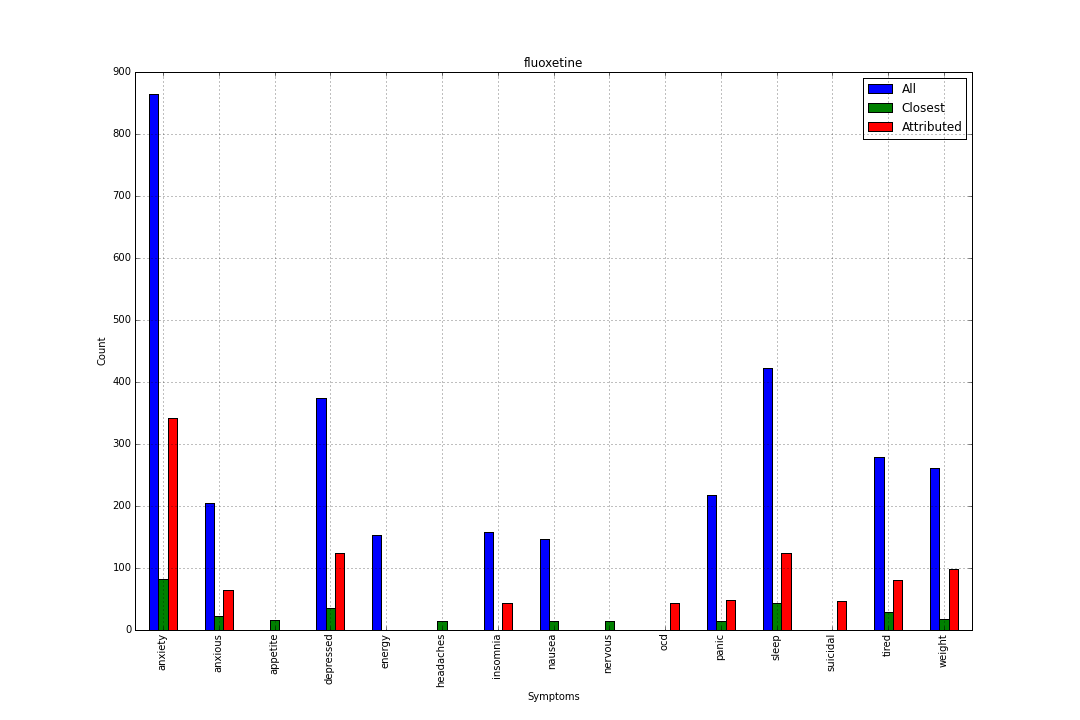 fluoxetine
900
800
700
600
500
400
300
200
100
0
Count
All
Closest
Attributed
anxiety
anxious
appetite
depressed
energy
headaches
insomnia
nausea
nervous
ocd
panic
sleep
suicidal
tired
weight
Symptoms